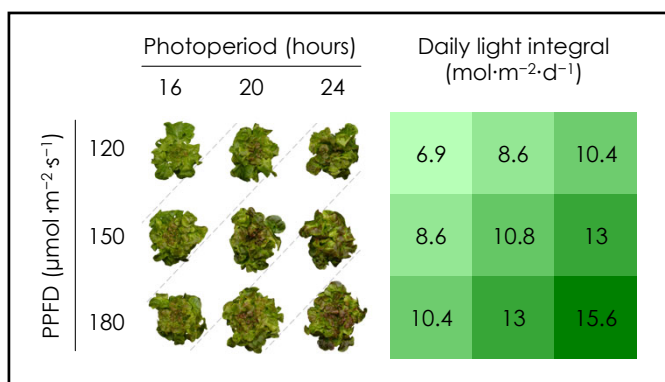 Photoperiod (hours)
16 20 24
PPFD (µmol·m⁻²·s⁻¹)
120
150
180
Daily light integral
(mol·m⁻²·d⁻¹)
6.9 8.6 10.4
8.6 10.8 13
10.4 13 15.6